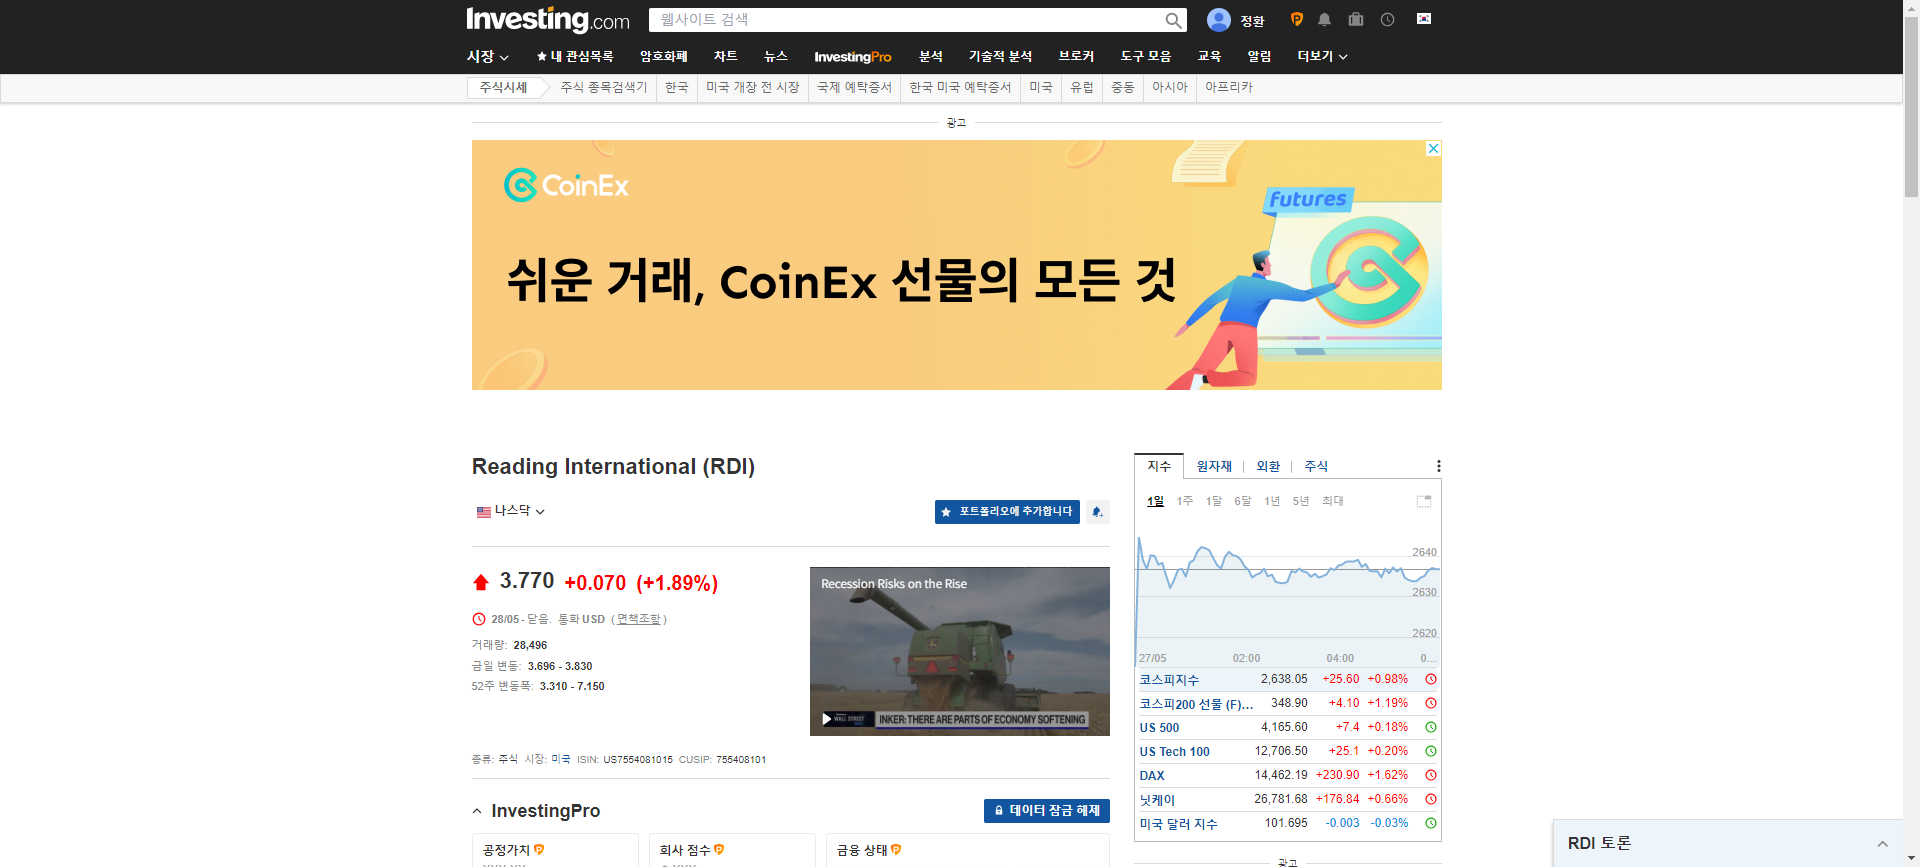 Investing.com
웹사이트 검색
정환
시장
내 관심목록
암호화폐
차트
뉴스
InvestingPro
분석
기술적 분석
브로커
도구 모음
교육
알림
더보기
주식시세
주식 종목검색기
한국
미국 개장 전 시장
국제 예탁증서
한국 미국 예탁증서
미국
유럽
중동
아시아
아프리카
광고
CoinEx
futures
쉬운 거래, CoinEx 선물의 모든 것
Reading International (RDI)
나스닥
포트폴리오에 추가합니다
3.770 +0.070 (+1.89%)
28/05 - 닫음. 통화 USD ( 면책조항 )
거래량: 28,496
금일 변동: 3.696 - 3.830
52주 변동폭: 3.310 - 7.150
Recession Risks on the Rise
WALL STREET
INKER: THERE ARE PARTS OF ECONOMY SOFTENING
종류: 주식 시장: 미국 ISIN: US7554081015 CUSIP: 755408101
InvestingPro
데이터 잠금 해제
공정가치
회사 점수
금융 상태
지수
원자재
외환
주식
1일 1주 1달 6달 1년 5년 최대
2640
2630
2620
27/05 02:00 04:00 0...
코스피지수 2,638.05 +25.60 +0.98%
코스피200 선물 (F)... 348.90 +4.10 +1.19%
US 500 4,165.60 +7.4 +0.18%
US Tech 100 12,706.50 +25.1 +0.20%
DAX 14,462.19 +230.90 +1.62%
닛케이 26,781.68 +176.84 +0.66%
미국 달러 지수 101.695 -0.003 -0.03%
광고
RDI 토론